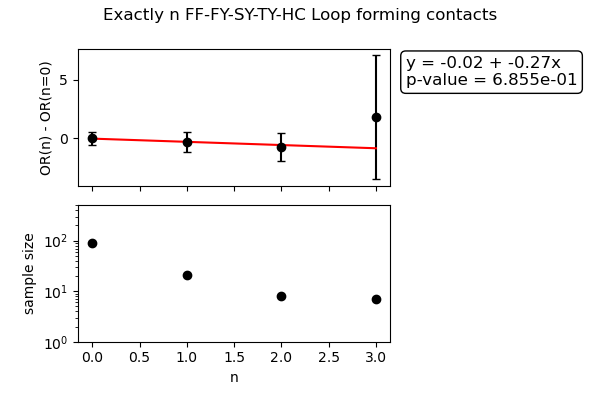 Exactly n FF-FY-SY-TY-HC Loop forming contacts
y = -0.02 + -0.27x
p-value = 6.855e-01
OR(n) - OR(n=0)
5
0
sample size
10²
10¹
10⁰
0.0 0.5 1.0 1.5 2.0 2.5 3.0
n